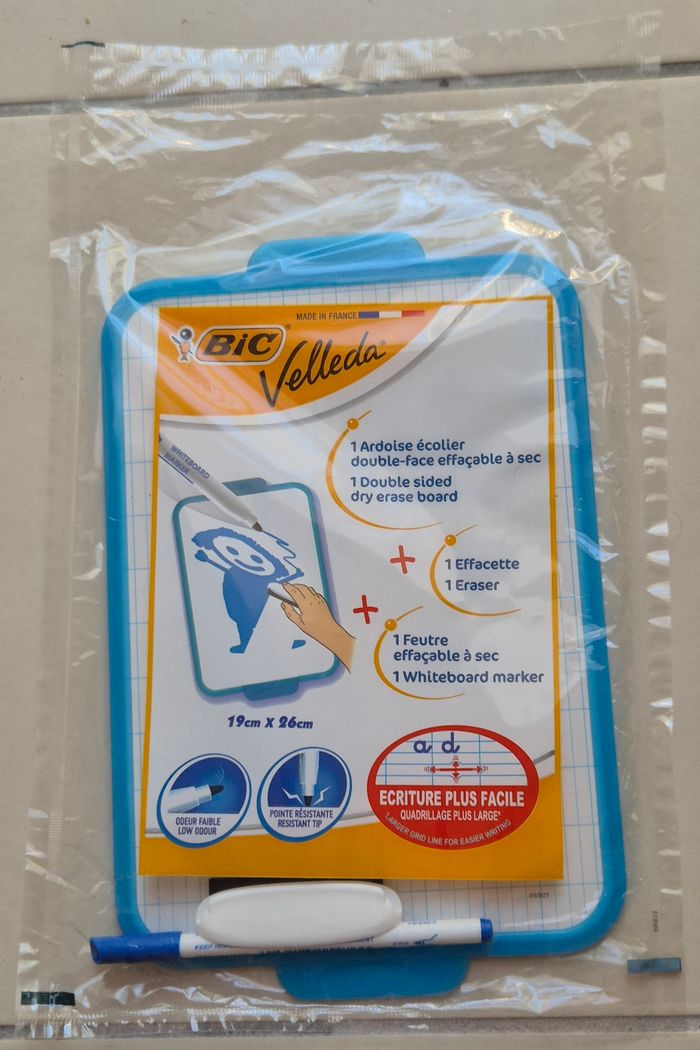 MADE IN FRANCE
BIC
Velleda
WHITEBOARD
MARKER
1 Ardoise écolier
double-face effaçable à sec
1 Double sided
dry erase board
+
1 Effacette
1 Eraser
+
1 Feutre
effaçable à sec
1 Whiteboard marker
19cm X 26cm
a d
ODEUR FAIBLE
LOW ODOUR
POINTE RÉSISTANTE
RESISTANT TIP
ECRITURE PLUS FACILE
QUADRILLAGE PLUS LARGE*
LARGER GRID LINE FOR EASIER WRITING